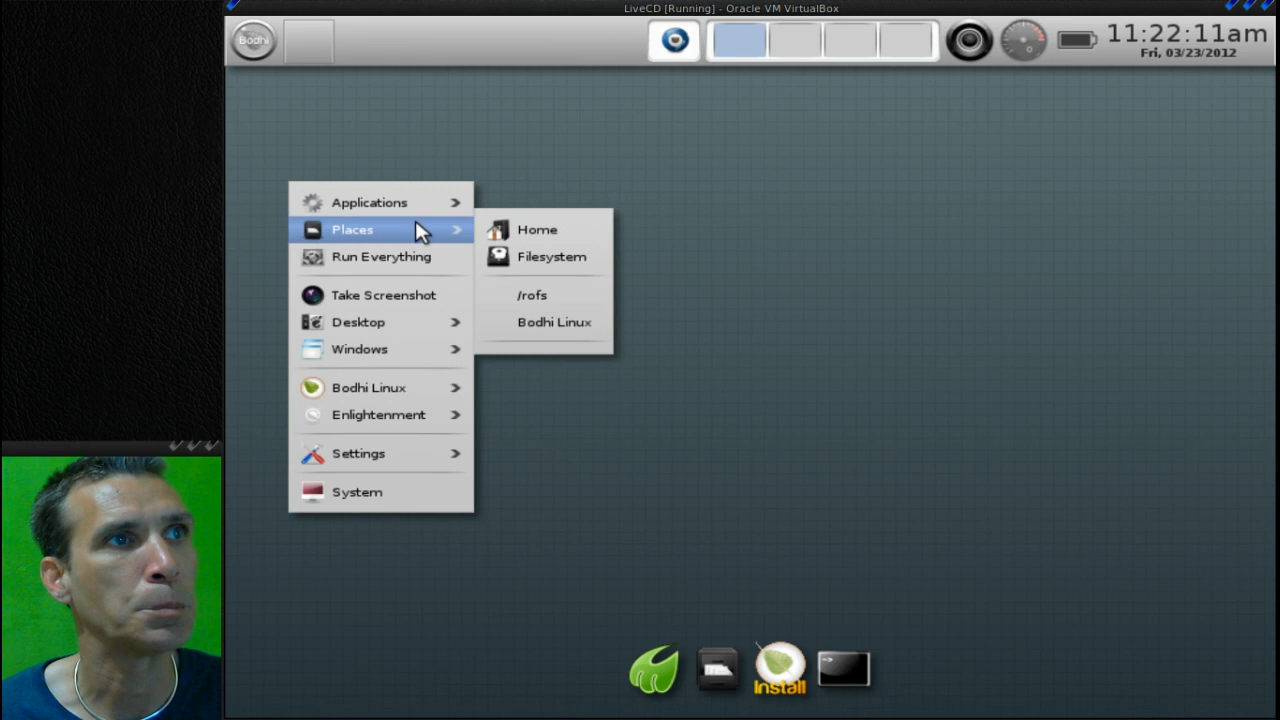 LiveCD [Running] - Oracle VM VirtualBox
Bodhi
11:22:11am
Fri, 03/23/2012
Applications
Places
Run Everything
Take Screenshot
Desktop
Windows
Bodhi Linux
Enlightenment
Settings
System
Home
Filesystem
/rofs
Bodhi Linux
Install